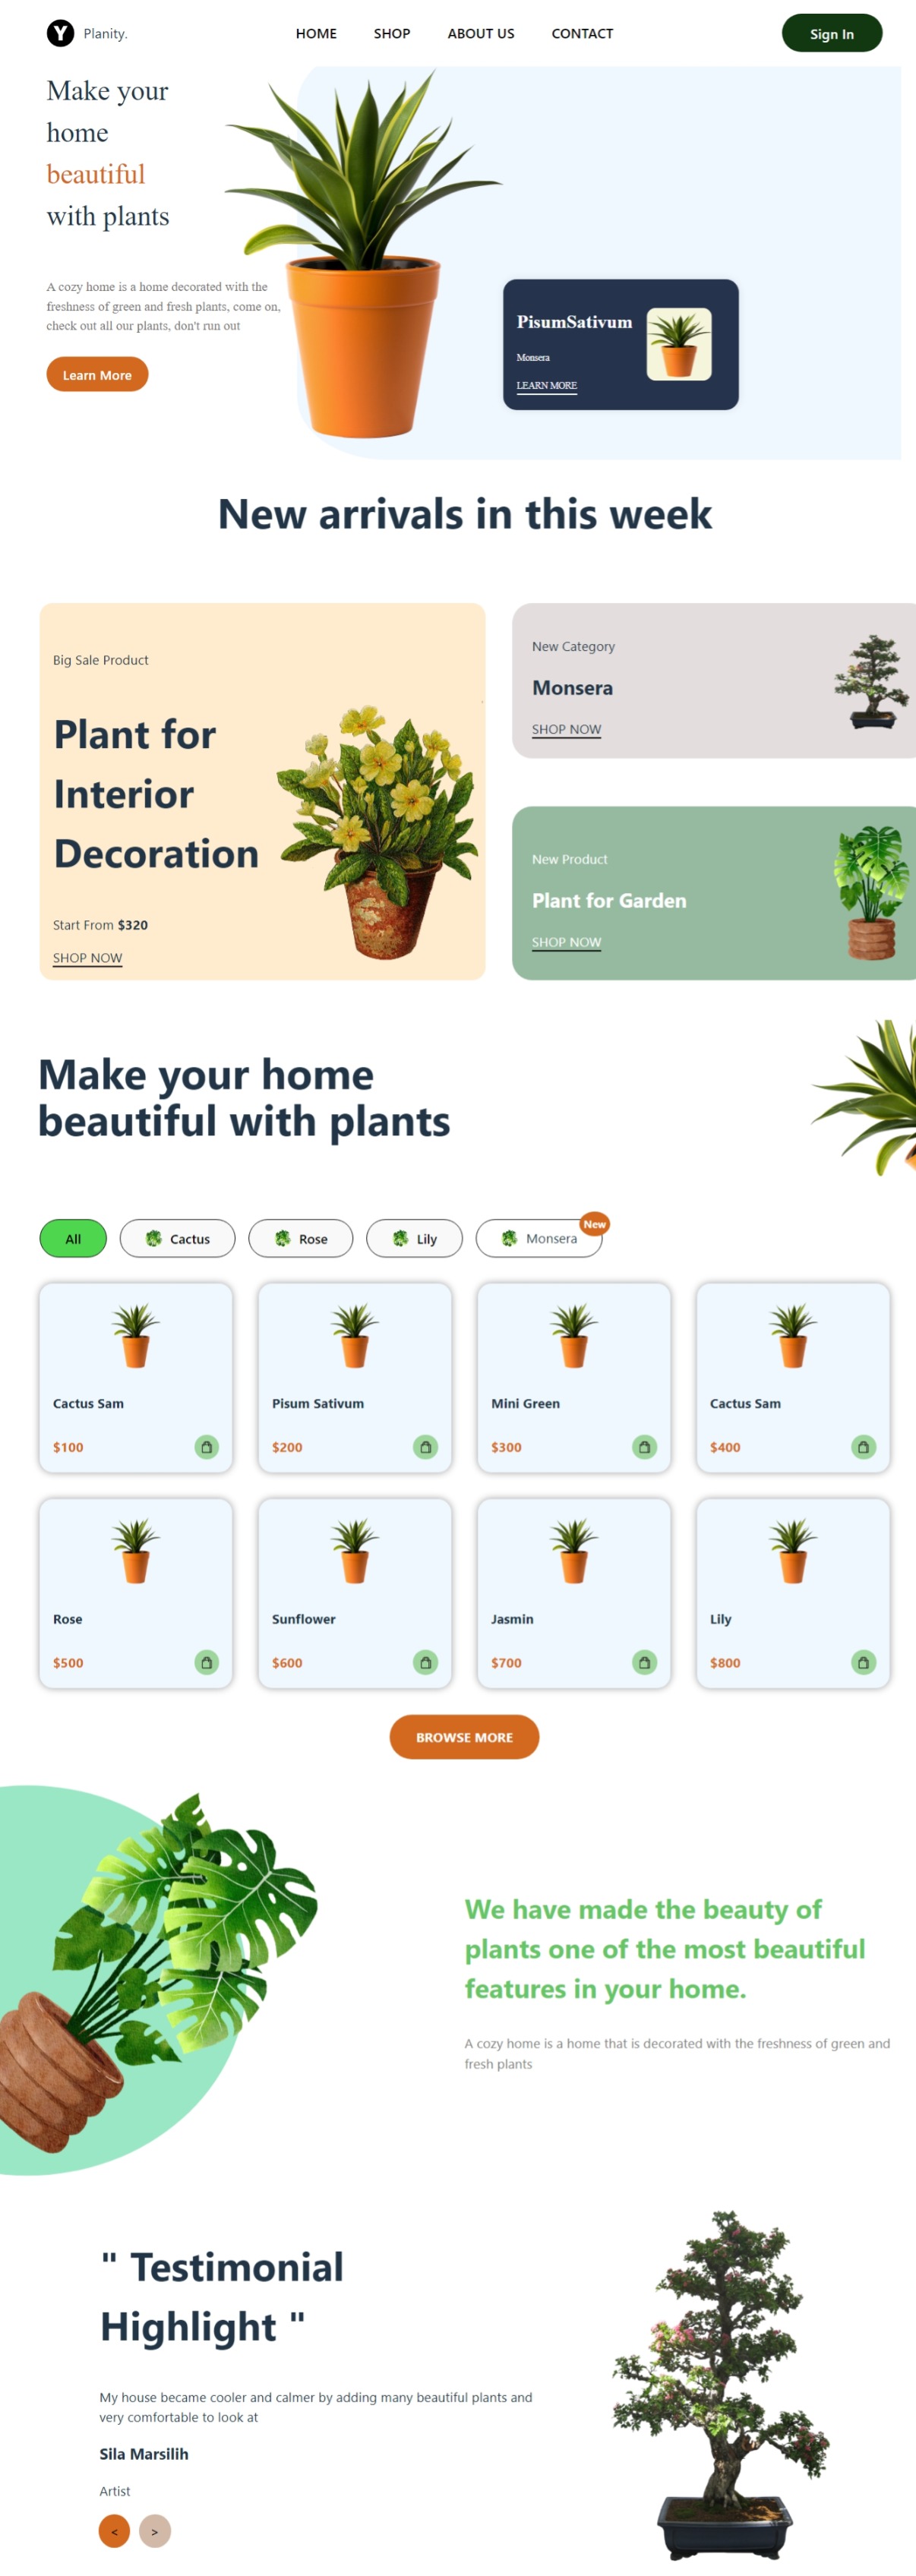 Y Planity.
HOME SHOP ABOUT US CONTACT
Sign In
Make your
home
beautiful
with plants
A cozy home is a home decorated with the
freshness of green and fresh plants, come on,
check out all our plants, don't run out
Learn More
PisumSativum
Monsera
LEARN MORE
New arrivals in this week
Big Sale Product
Plant for
Interior
Decoration
Start From $320
SHOP NOW
New Category
Monsera
SHOP NOW
New Product
Plant for Garden
SHOP NOW
Make your home
beautiful with plants
All
Cactus
Rose
Lily
Monsera
New
Cactus Sam
$100
Pisum Sativum
$200
Mini Green
$300
Cactus Sam
$400
Rose
$500
Sunflower
$600
Jasmin
$700
Lily
$800
BROWSE MORE
We have made the beauty of
plants one of the most beautiful
features in your home.
A cozy home is a home that is decorated with the freshness of green and
fresh plants
" Testimonial
Highlight "
My house became cooler and calmer by adding many beautiful plants and
very comfortable to look at
Sila Marsilih
Artist
< >